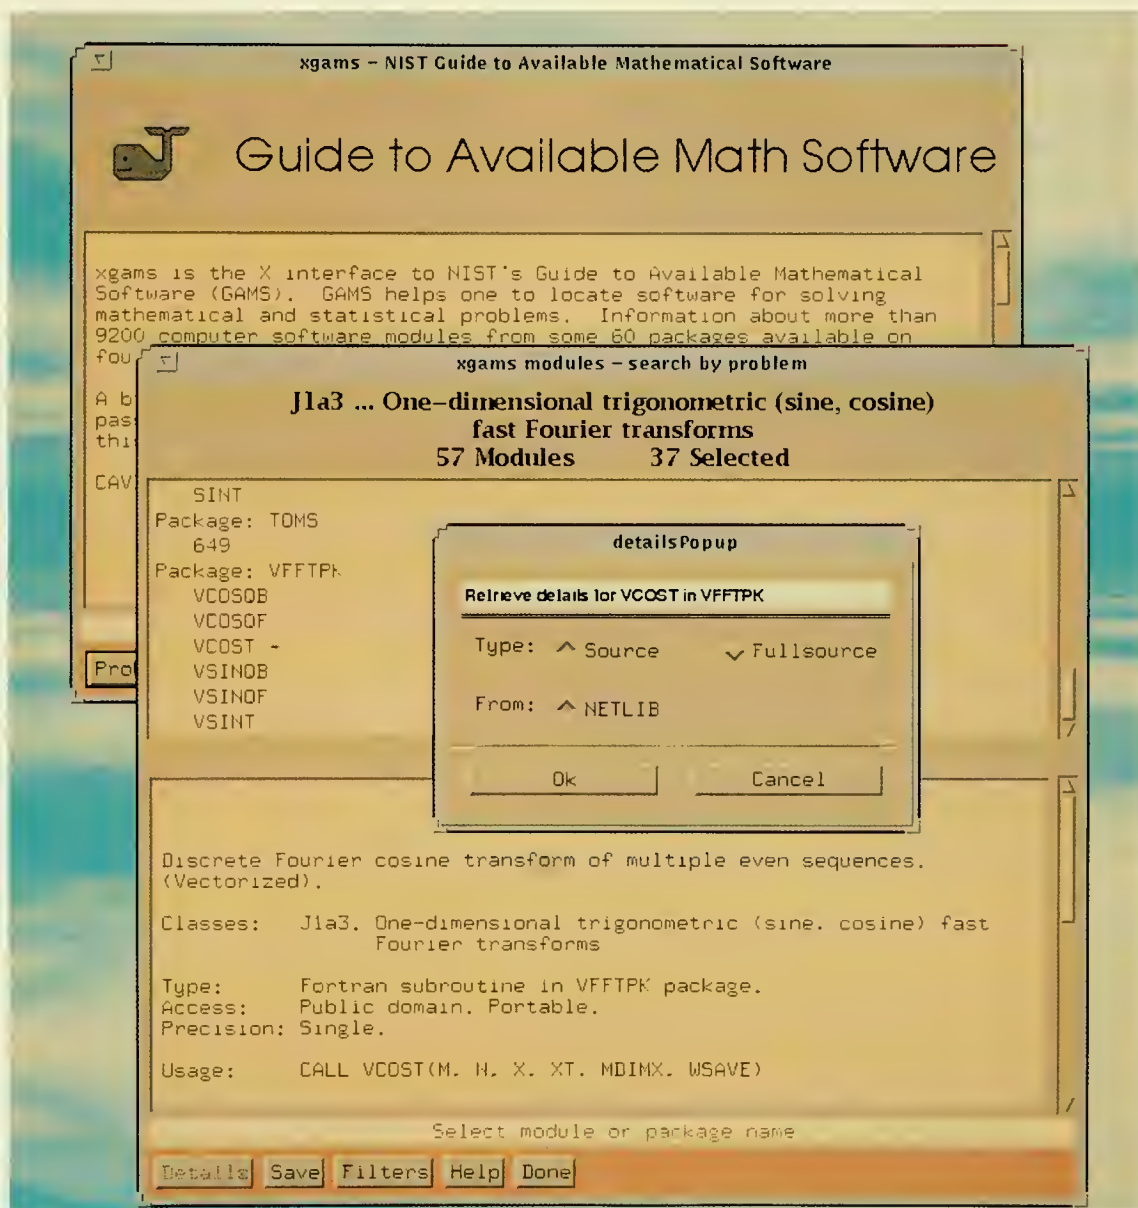 xgams – NIST Guide to Available Mathematical Software
Guide to Available Math Software
xgams is the X interface to NIST's Guide to Available Mathematical
Software (GAMS). GAMS helps one to locate software for solving
mathematical and statistical problems. Information about more than
9200 computer software modules from some 60 packages available on
fou
A b
pas
thi
CAV
Pro
xgams modules – search by problem
J1a3 ... One–dimensional trigonometric (sine, cosine)
fast Fourier transforms
57 Modules 37 Selected
SINT
Package: TOMS
649
Package: VFFTPK
VCOSQB
VCOSQF
VCOST -
VSINQB
VSINQF
VSINT
detailsPopup
Retrieve details for VCOST in VFFTPK
Type: Source Fullsource
From: NETLIB
Ok Cancel
Discrete Fourier cosine transform of multiple even sequences.
(Vectorized).
Classes: J1a3. One-dimensional trigonometric (sine, cosine) fast
Fourier transforms
Type: Fortran subroutine in VFFTPK package.
Access: Public domain. Portable.
Precision: Single.
Usage: CALL VCOST(M, N, X, XT, MDIMX, WSAVE)
Select module or package name
Details Save Filters Help Done